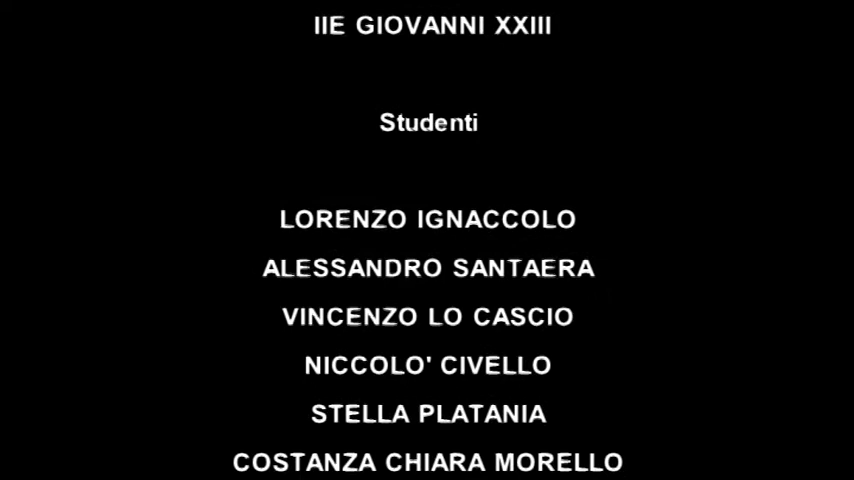 IIE GIOVANNI XXIII
Studenti
LORENZO IGNACCOLO
ALESSANDRO SANTAERA
VINCENZO LO CASCIO
NICCOLO' CIVELLO
STELLA PLATANIA
COSTANZA CHIARA MORELLO